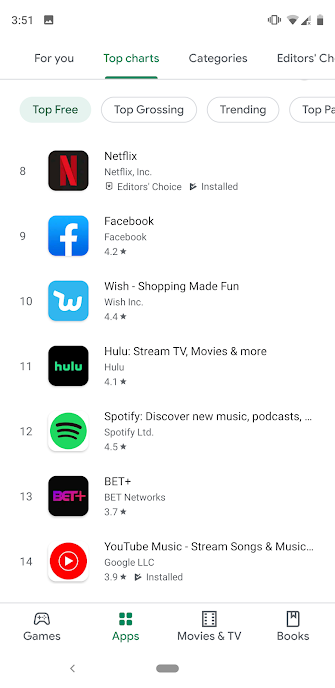 3:51
For you Top charts Categories Editors' Ch
Top Free Top Grossing Trending Top Pa
8
Netflix
Netflix, Inc.
Editors' Choice Installed
9
Facebook
Facebook
4.2 ★
10
Wish - Shopping Made Fun
Wish Inc.
4.4 ★
hulu
11
Hulu: Stream TV, Movies & more
Hulu
4.1 ★
12
Spotify: Discover new music, podcasts, ...
Spotify Ltd.
4.5 ★
BET+
13
BET+
BET Networks
3.7 ★
14
YouTube Music - Stream Songs & Music...
Google LLC
3.9 ★ Installed
Games Apps Movies & TV Books